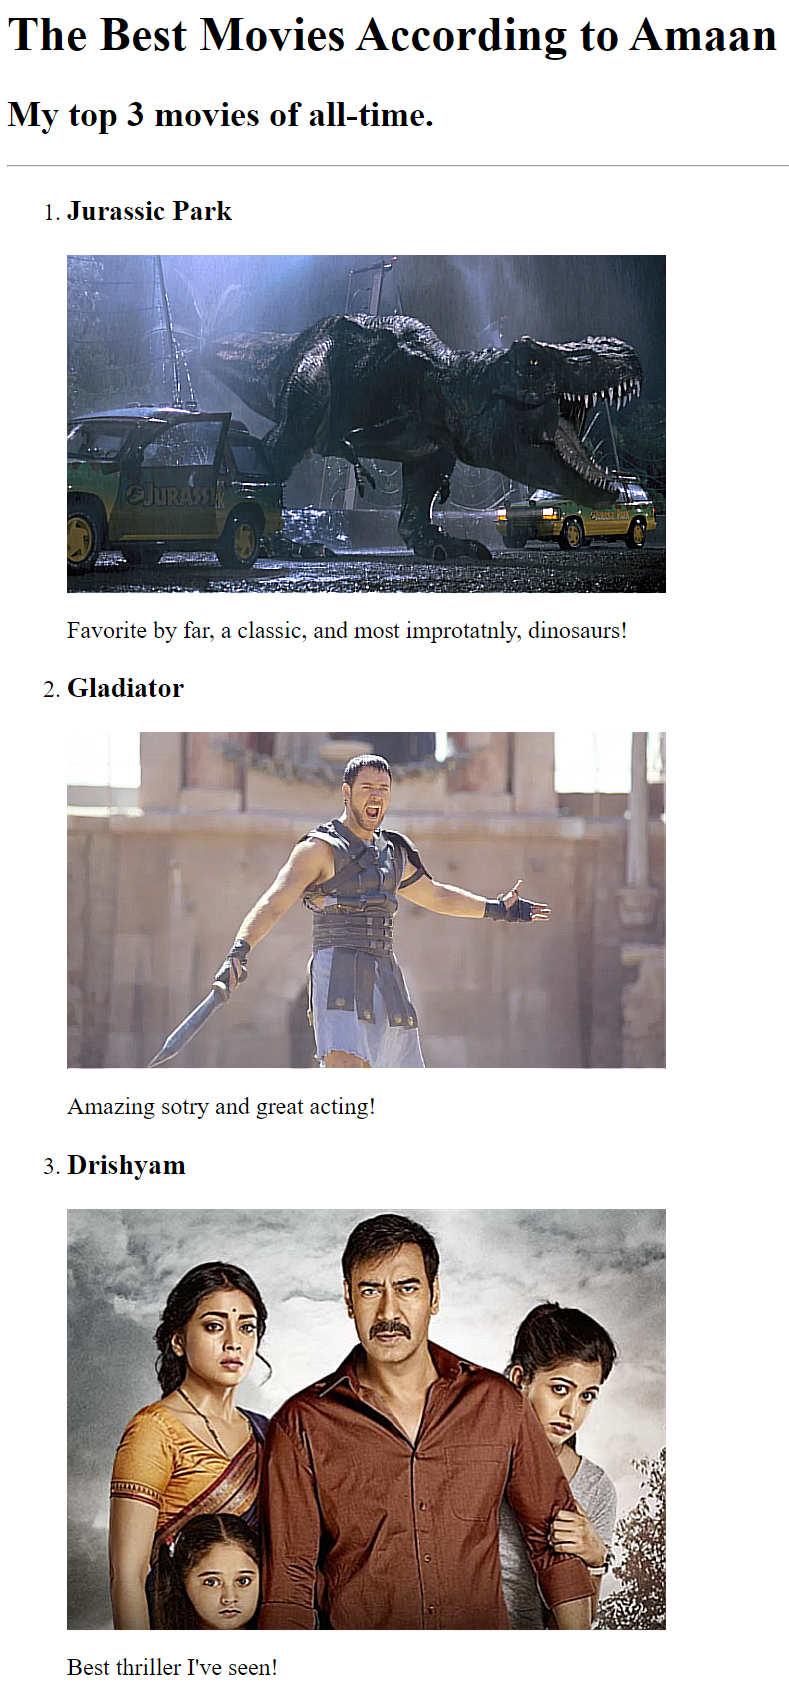 The Best Movies According to Amaan
My top 3 movies of all-time.
1. Jurassic Park
JURASSIC PARK
Favorite by far, a classic, and most improtatnly, dinosaurs!
2. Gladiator
Amazing sotry and great acting!
3. Drishyam
Best thriller I've seen!